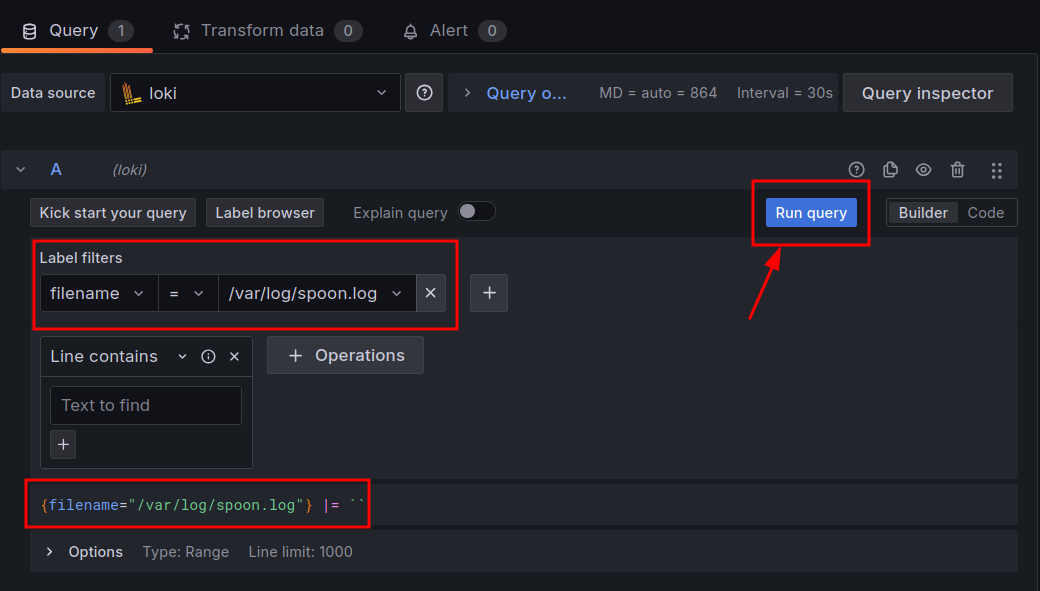 Query 1 Transform data 0 Alert 0
Data source loki Query o... MD = auto = 864 Interval = 30s Query inspector
A (loki)
Kick start your query Label browser Explain query Run query Builder Code
Label filters
filename = /var/log/spoon.log
Line contains Operations
Text to find
{filename="/var/log/spoon.log"} |= ``
Options Type: Range Line limit: 1000